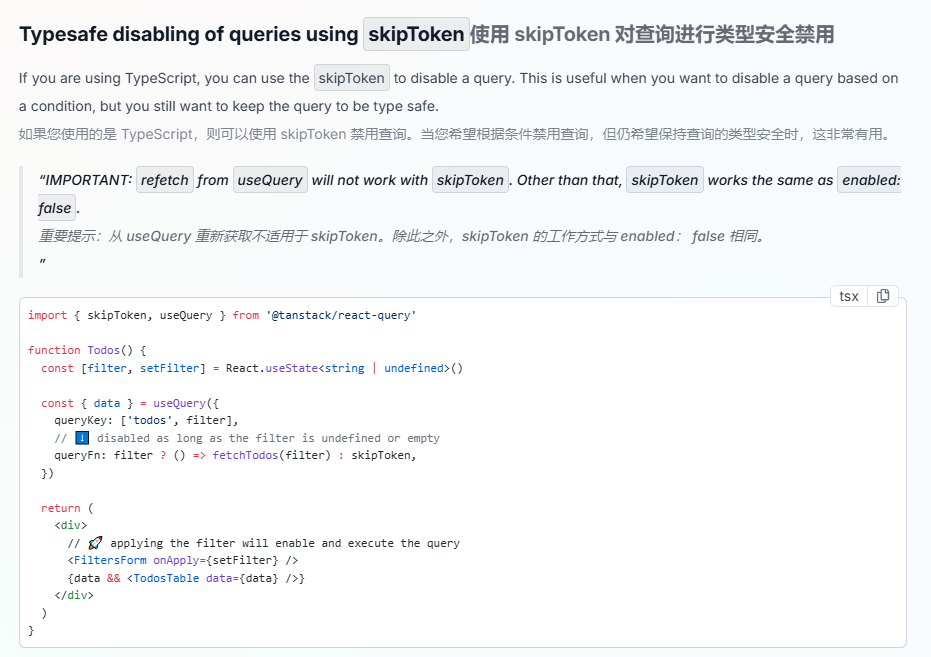 Typesafe disabling of queries using skipToken使用 skipToken 对查询进行类型安全禁用
If you are using TypeScript, you can use the skipToken to disable a query. This is useful when you want to disable a query based on
a condition, but you still want to keep the query to be type safe.
如果您使用的是 TypeScript，则可以使用 skipToken 禁用查询。当您希望根据条件禁用查询，但仍希望保持查询的类型安全时，这非常有用。
“IMPORTANT: refetch from useQuery will not work with skipToken. Other than that, skipToken works the same as enabled:
false.
重要提示：从 useQuery 重新获取不适用于 skipToken。除此之外，skipToken 的工作方式与 enabled： false 相同。
”
tsx
import { skipToken, useQuery } from '@tanstack/react-query'
function Todos() {
const [filter, setFilter] = React.useState<string | undefined>()
const { data } = useQuery({
queryKey: ['todos', filter],
// ⬇️ disabled as long as the filter is undefined or empty
queryFn: filter ? () => fetchTodos(filter) : skipToken,
})
return (
<div>
// 🚀 applying the filter will enable and execute the query
<FiltersForm onApply={setFilter} />
{data && <TodosTable data={data} />}
</div>
)
}